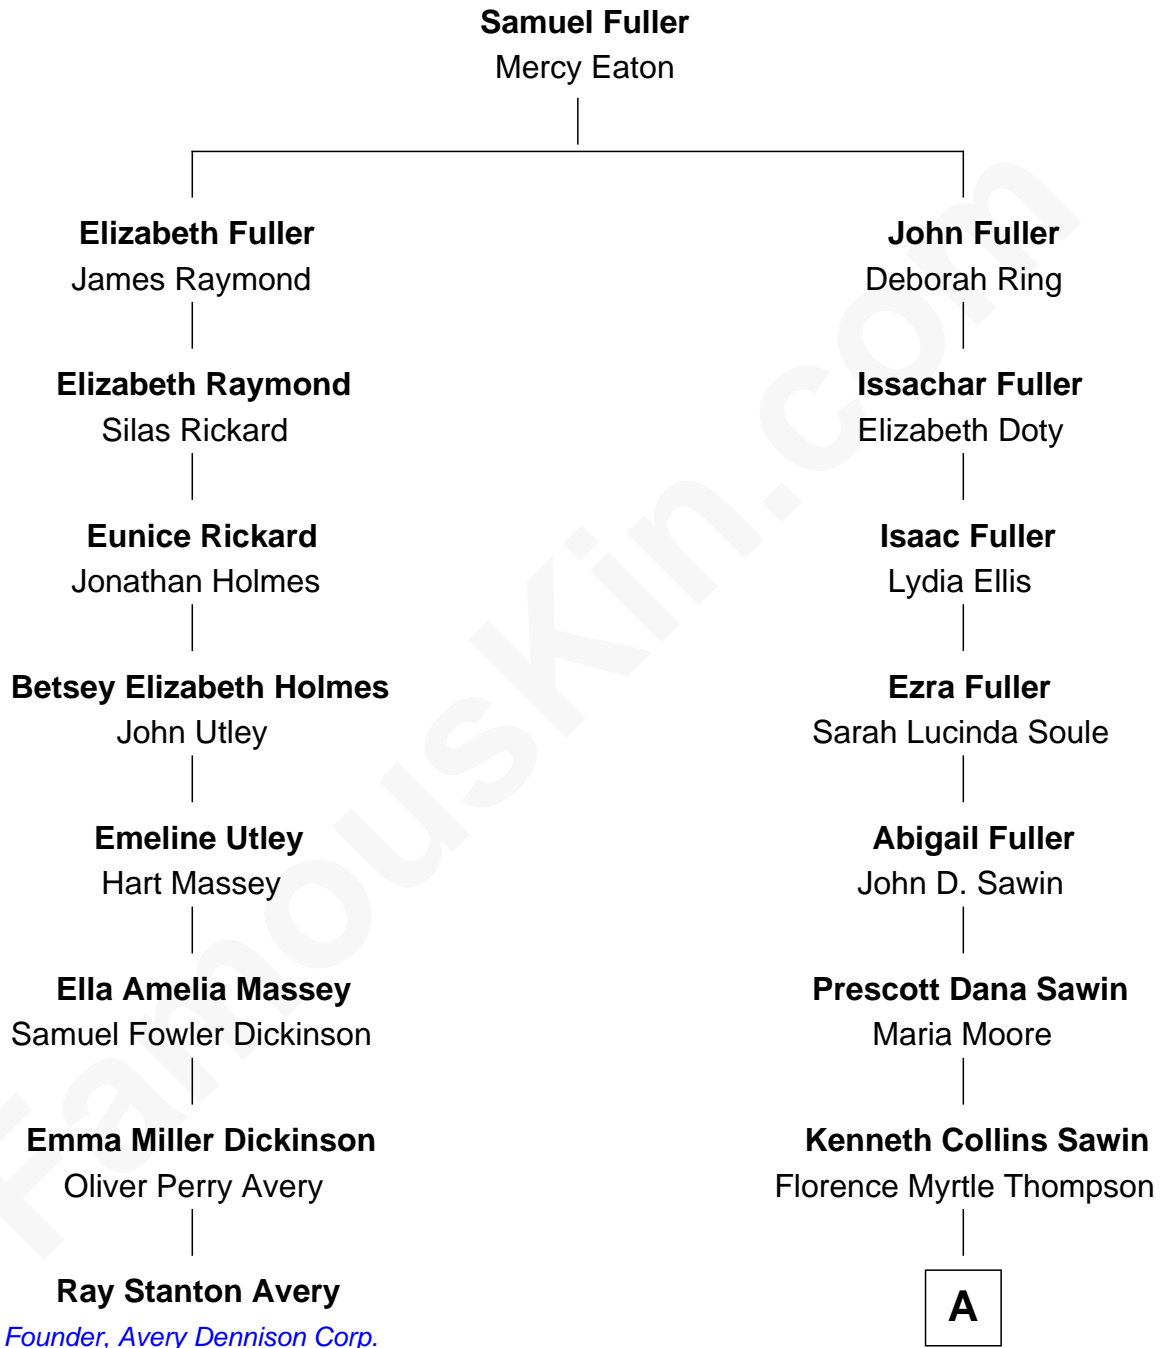 Samuel Fuller
Mercy Eaton
Elizabeth Fuller
James Raymond
John Fuller
Deborah Ring
Elizabeth Raymond
Silas Rickard
Issachar Fuller
Elizabeth Doty
Eunice Rickard
Jonathan Holmes
Isaac Fuller
Lydia Ellis
Betsey Elizabeth Holmes
John Utley
Ezra Fuller
Sarah Lucinda Soule
Emeline Utley
Hart Massey
Abigail Fuller
John D. Sawin
Ella Amelia Massey
Samuel Fowler Dickinson
Prescott Dana Sawin
Maria Moore
Emma Miller Dickinson
Oliver Perry Avery
Kenneth Collins Sawin
Florence Myrtle Thompson
Ray Stanton Avery
Founder, Avery Dennison Corp.
A
FamousKin.com